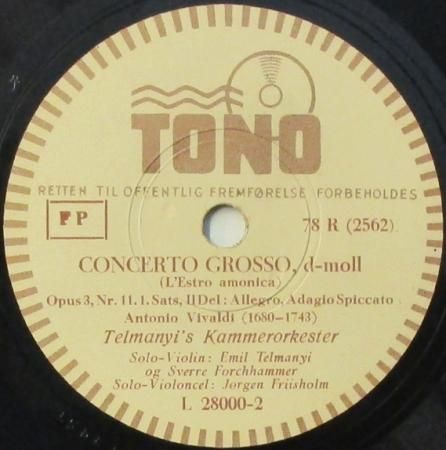 TONO
RETTEN TIL OFFENTLIG FREMFØRELSE FORBEHOLDES
FP
78 R (2562)
CONCERTO GROSSO, d-moll
(L'Estro amonica)
Opus 3, Nr. 11. 1. Sats, II Del: Allegro, Adagio Spiccato
Antonio Vivaldi (1680-1743)
Telmanyi's Kammerorkester
Solo-Violin: Emil Telmanyi
og Sverre Forchhammer
Solo-Violoncel: Jørgen Friisholm
L 28000-2